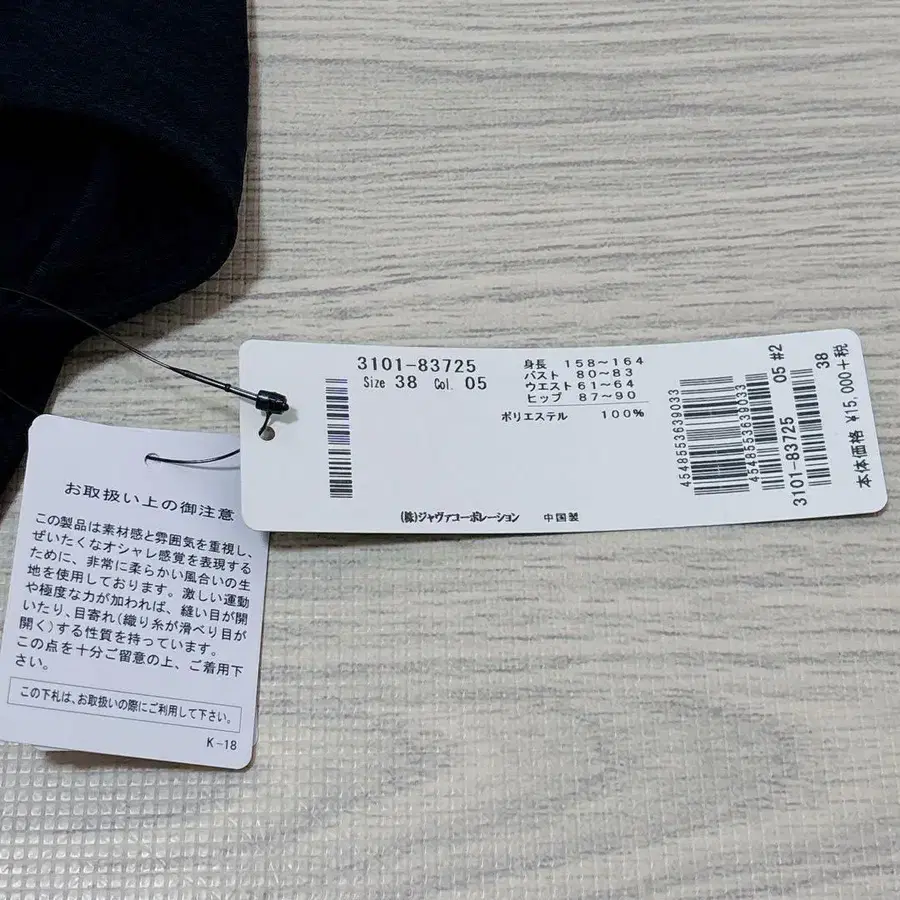 3101-83725
Size 38 Col. 05
身長 158～164
バスト 80～83
ウエスト 61～64
ヒップ 87～90
ポリエステル 100%
(株)ジャヴァコーポレーション 中国製
4548553639033
4548553639033
05 #2
3101-83725
38
本体価格 ¥15,000+税
お取扱い上の御注意
この製品は素材感と雰囲気を重視し、
ぜいたくなオシャレ感覚を表現する
ために、非常に柔らかい風合いの生
地を使用しております。激しい運動
や極度な力が加われば、縫い目が開
いたり、目寄れ(織り糸が滑べり目が
開く)する性質を持っています。
この点を十分ご留意の上、ご着用下
さい。
この下札は、お取扱いの際にご利用して下さい。
K-18